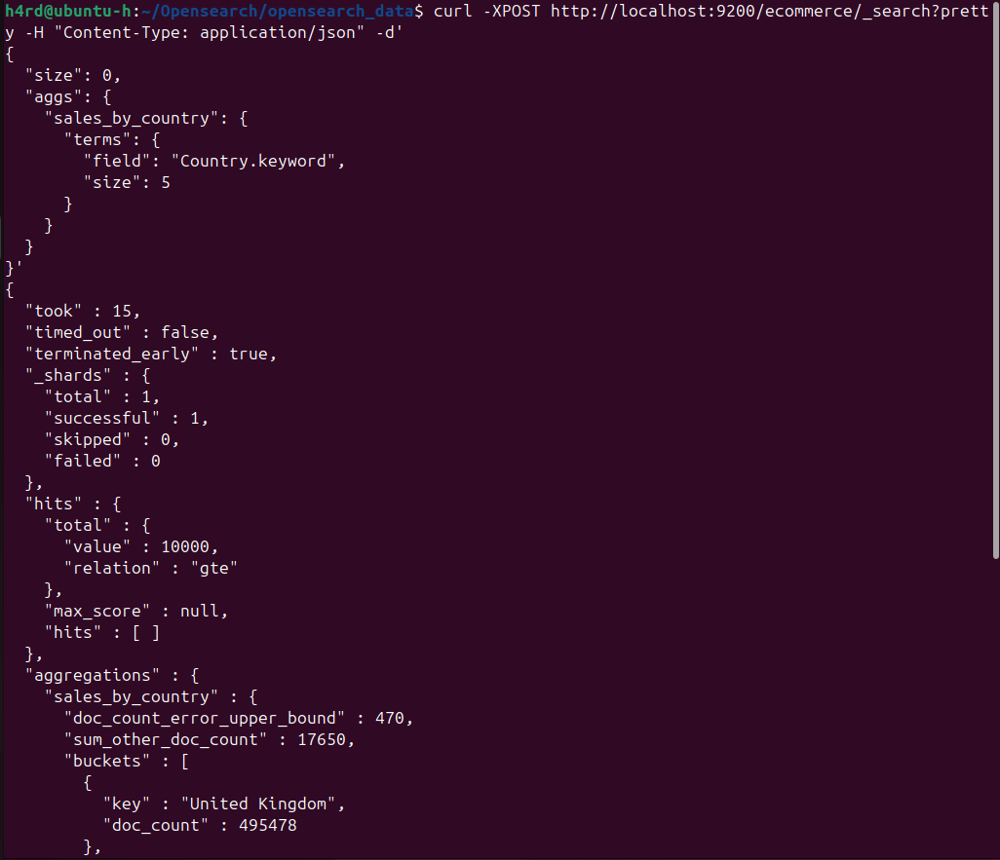 h4rd@ubuntu-h:~/Opensearch/opensearch_data$ curl -XPOST http://localhost:9200/ecommerce/_search?prett
y -H "Content-Type: application/json" -d'
{
  "size": 0,
  "aggs": {
    "sales_by_country": {
      "terms": {
        "field": "Country.keyword",
        "size": 5
      }
    }
  }
}'
{
  "took" : 15,
  "timed_out" : false,
  "terminated_early" : true,
  "_shards" : {
    "total" : 1,
    "successful" : 1,
    "skipped" : 0,
    "failed" : 0
  },
  "hits" : {
    "total" : {
      "value" : 10000,
      "relation" : "gte"
    },
    "max_score" : null,
    "hits" : [ ]
  },
  "aggregations" : {
    "sales_by_country" : {
      "doc_count_error_upper_bound" : 470,
      "sum_other_doc_count" : 17650,
      "buckets" : [
        {
          "key" : "United Kingdom",
          "doc_count" : 495478
        },